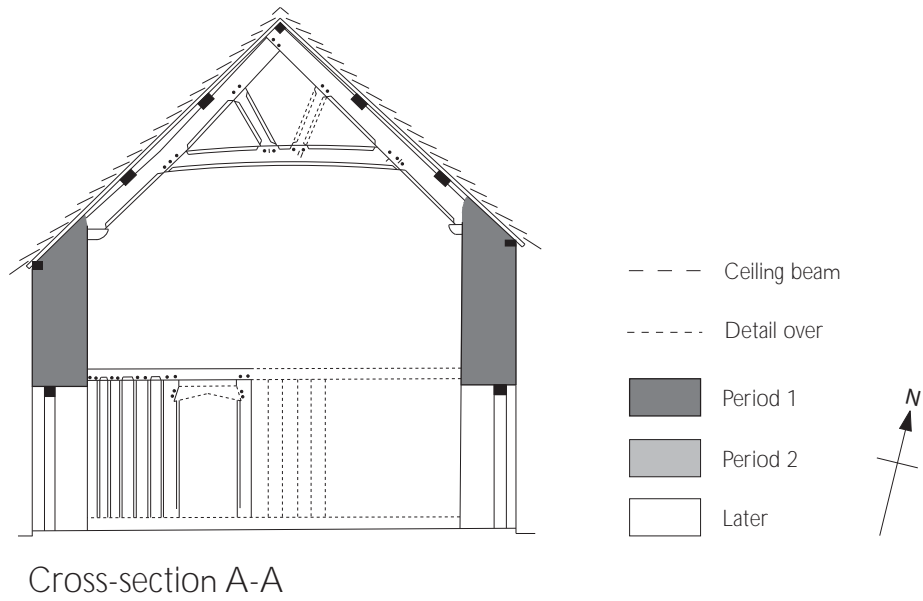 Ceiling beam
Detail over
Period 1
N
Period 2
Later
Cross-section A-A